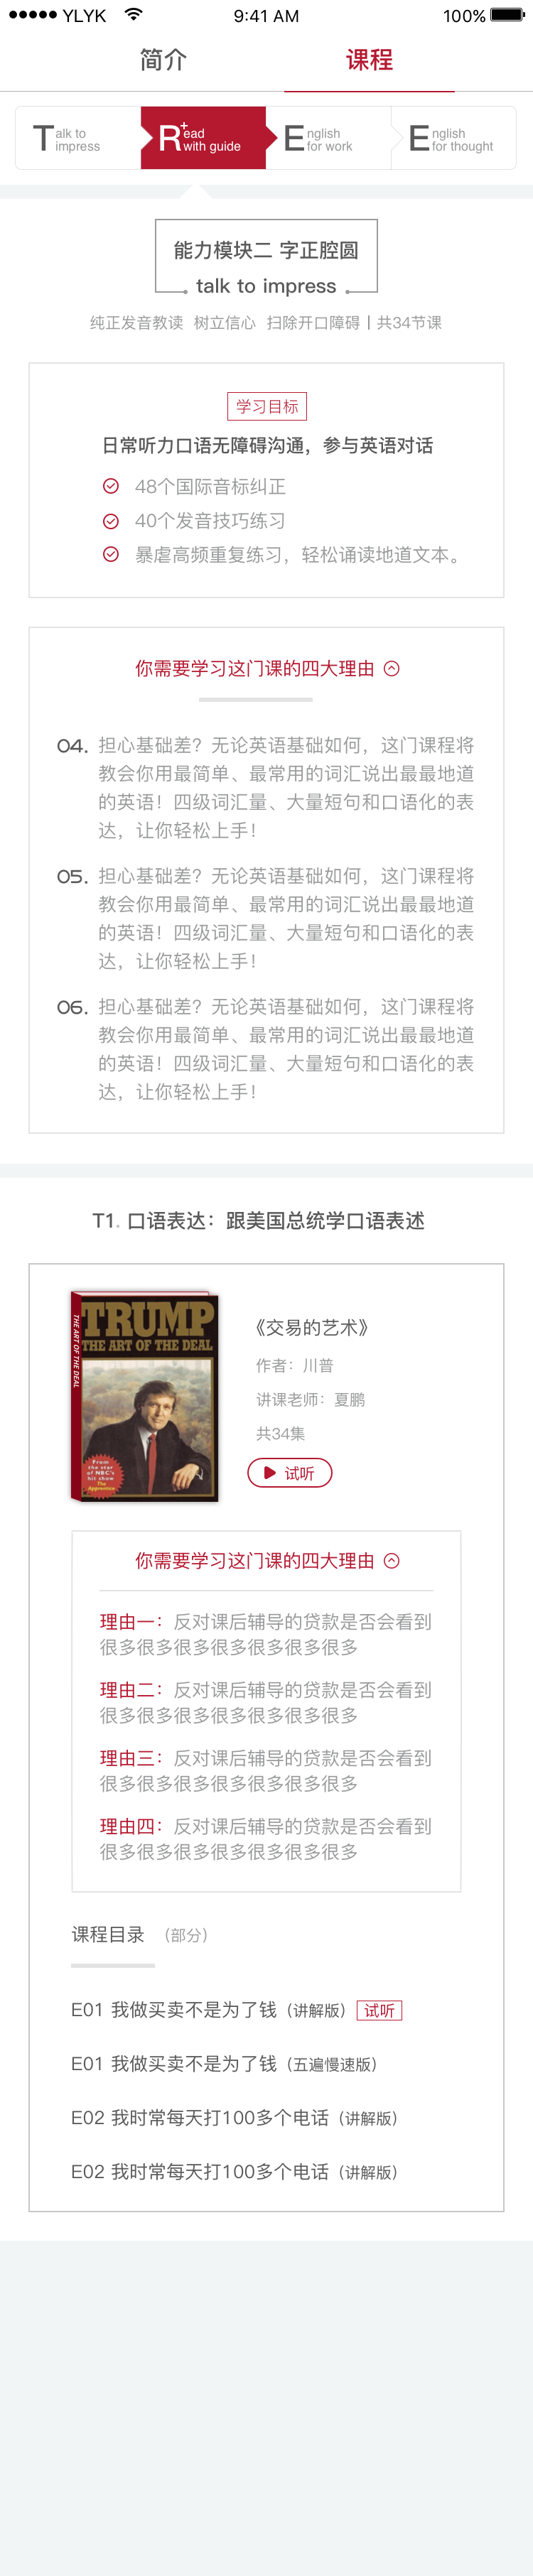 YLYK 9:41 AM 100%
简介 课程
Talk to impress
R+ead with guide
English for work
English for thought
能力模块二 字正腔圆
talk to impress
纯正发音教读 树立信心 扫除开口障碍 | 共34节课
学习目标
日常听力口语无障碍沟通，参与英语对话
48个国际音标纠正
40个发音技巧练习
暴虐高频重复练习，轻松诵读地道文本。
你需要学习这门课的四大理由
04. 担心基础差？无论英语基础如何，这门课程将
教会你用最简单、最常用的词汇说出最最地道
的英语！四级词汇量、大量短句和口语化的表
达，让你轻松上手！
05. 担心基础差？无论英语基础如何，这门课程将
教会你用最简单、最常用的词汇说出最最地道
的英语！四级词汇量、大量短句和口语化的表
达，让你轻松上手！
06. 担心基础差？无论英语基础如何，这门课程将
教会你用最简单、最常用的词汇说出最最地道
的英语！四级词汇量、大量短句和口语化的表
达，让你轻松上手！
T1. 口语表达：跟美国总统学口语表述
THE ART OF THE DEAL
TRUMP
THE ART OF THE DEAL
From
the star
of NBC's
hit show
The
Apprentice
《交易的艺术》
作者：川普
讲课老师：夏鹏
共34集
试听
你需要学习这门课的四大理由
理由一：反对课后辅导的贷款是否会看到
很多很多很多很多很多很多很多
理由二：反对课后辅导的贷款是否会看到
很多很多很多很多很多很多很多
理由三：反对课后辅导的贷款是否会看到
很多很多很多很多很多很多很多
理由四：反对课后辅导的贷款是否会看到
很多很多很多很多很多很多很多
课程目录 （部分）
E01 我做买卖不是为了钱（讲解版） 试听
E01 我做买卖不是为了钱（五遍慢速版）
E02 我时常每天打100多个电话（讲解版）
E02 我时常每天打100多个电话（讲解版）